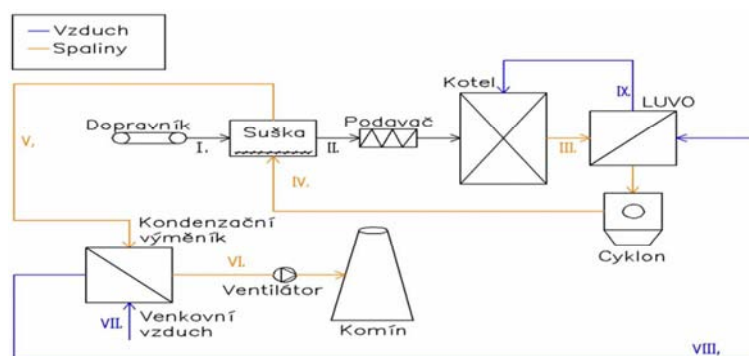 Vzduch
Spaliny
Kotel
IX.
LUVO
V,
Dopravník
Suška
Podavač
I.
II.
III.
IV.
Kondenzační
výměník
VI.
Cyklon
Ventilátor
VII.
Venkovní
vzduch
Komín
VIII,